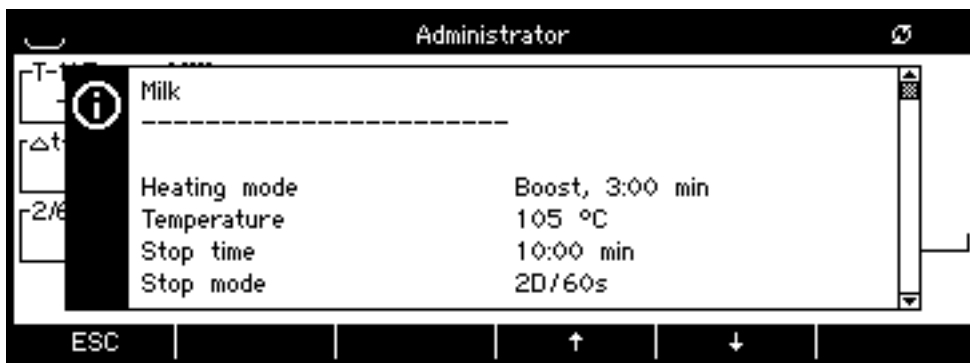 Administrator
Milk
------------------------
Heating mode Boost, 3:00 min
Temperature 105 °C
Stop time 10:00 min
Stop mode 2D/60s
ESC ↑ ↓